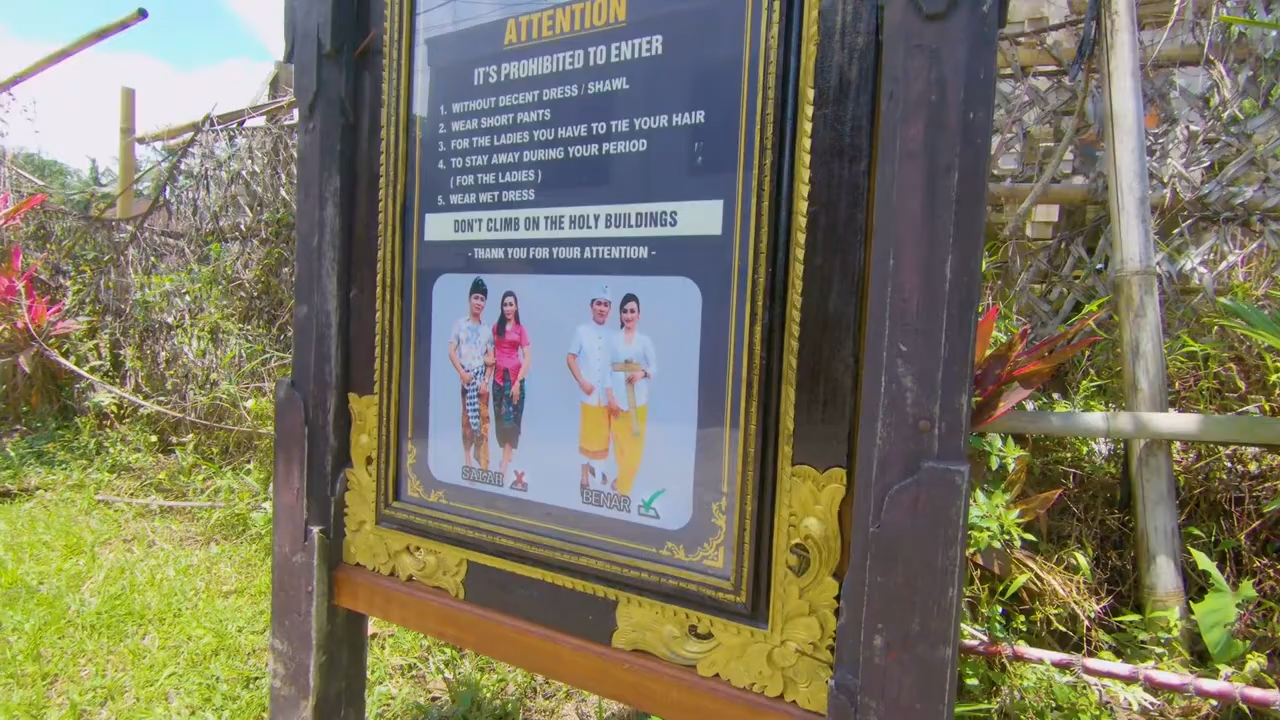 ATTENTION
IT'S PROHIBITED TO ENTER
1. WITHOUT DECENT DRESS / SHAWL
2. WEAR SHORT PANTS
3. FOR THE LADIES YOU HAVE TO TIE YOUR HAIR
4. TO STAY AWAY DURING YOUR PERIOD
( FOR THE LADIES )
5. WEAR WET DRESS
DON'T CLIMB ON THE HOLY BUILDINGS
- THANK YOU FOR YOUR ATTENTION -
SALAH
BENAR